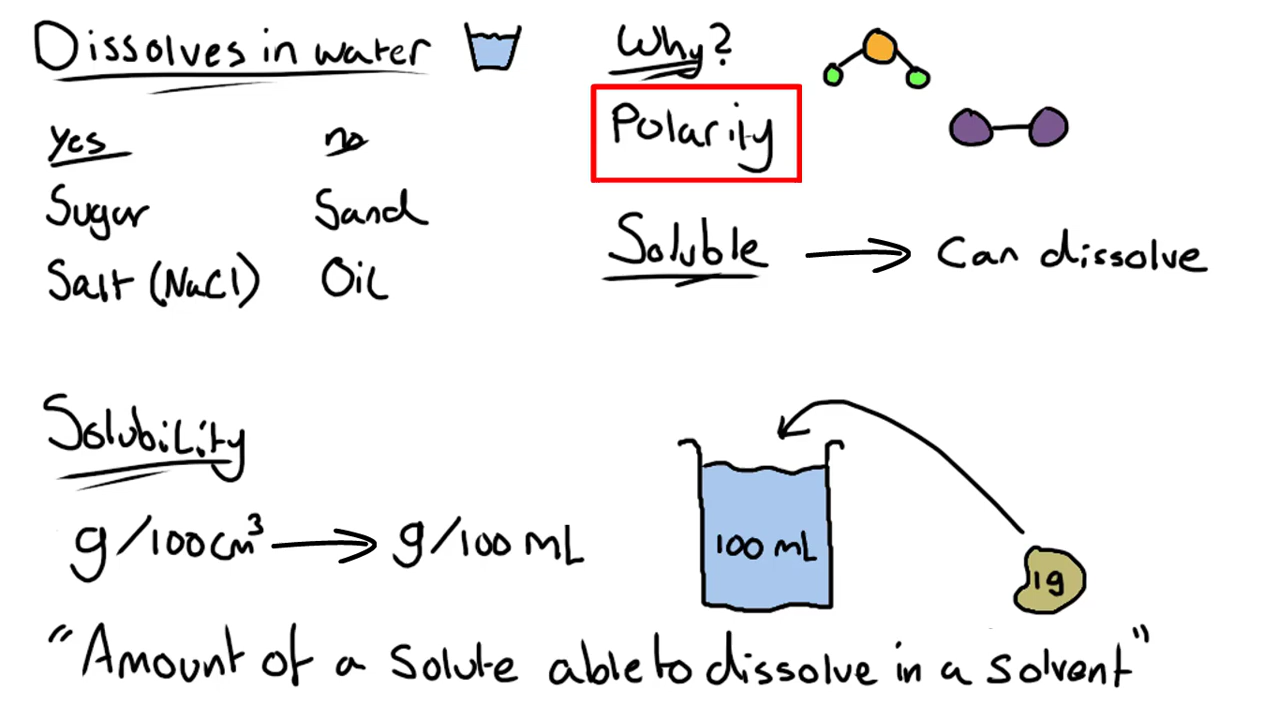 Dissolves in water
yes no
Sugar Sand
Salt (NaCl) Oil
Why?
Polarity
Soluble → Can dissolve
Solubility
g/100cm³ → g/100 mL
100 mL
1g
"Amount of a solute able to dissolve in a solvent"